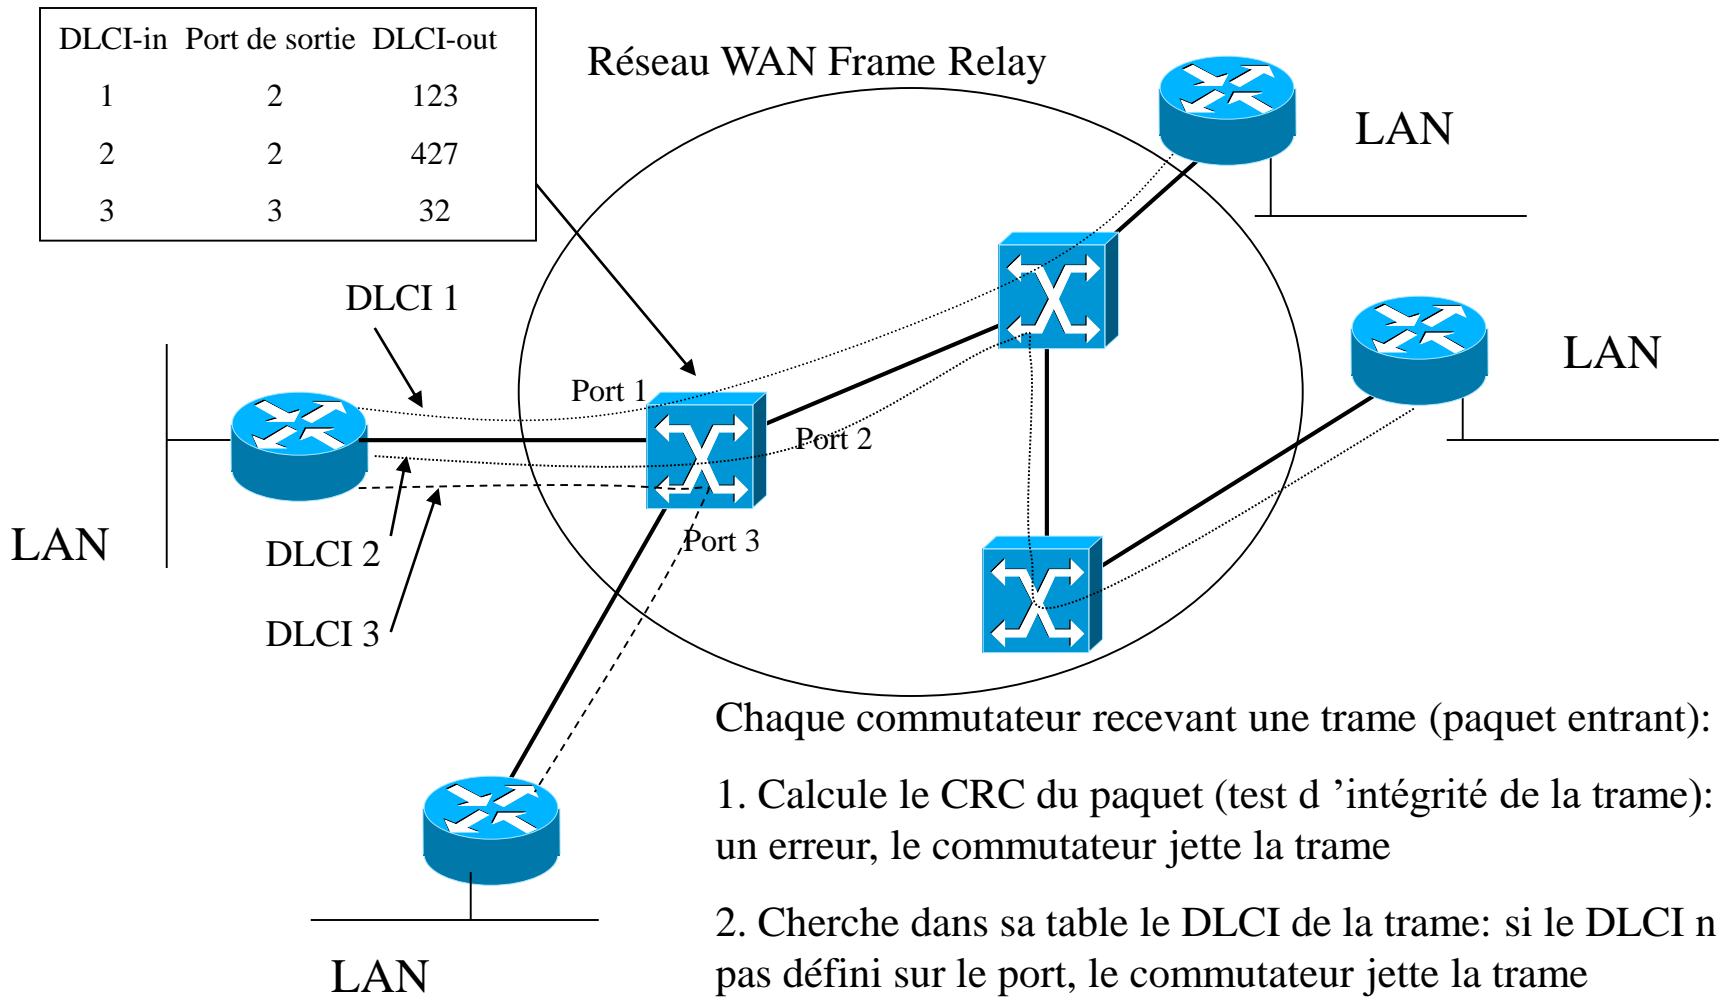 DLCI-in Port de sortie DLCI-out
1 2 123
2 2 427
3 3 32
Réseau WAN Frame Relay
LAN
DLCI 1
LAN
Port 1
Port 2
LAN
DLCI 2
Port 3
DLCI 3
LAN
Chaque commutateur recevant une trame (paquet entrant):
1. Calcule le CRC du paquet (test d ’intégrité de la trame):
un erreur, le commutateur jette la trame
2. Cherche dans sa table le DLCI de la trame: si le DLCI n
pas défini sur le port, le commutateur jette la trame